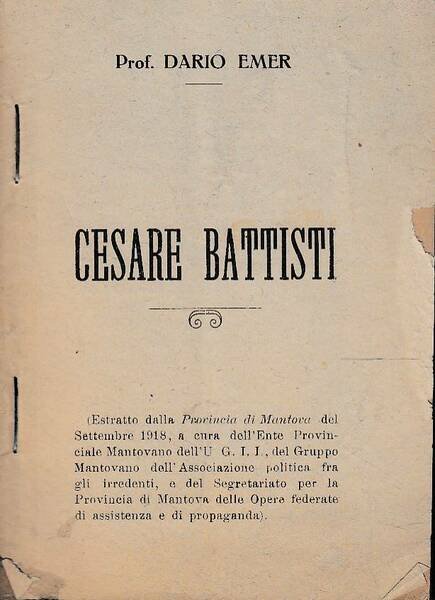 Prof. DARIO EMER
CESARE BATTISTI
(Estratto dalla Provincia di Mantova del
Settembre 1918, a cura dell'Ente Provin-
ciale Mantovano dell'U G. I. I., del Gruppo
Mantovano dell'Associazione politica fra
gli irredenti, e del Segretariato per la
Provincia di Mantova delle Opere federate
di assistenza e di propaganda).